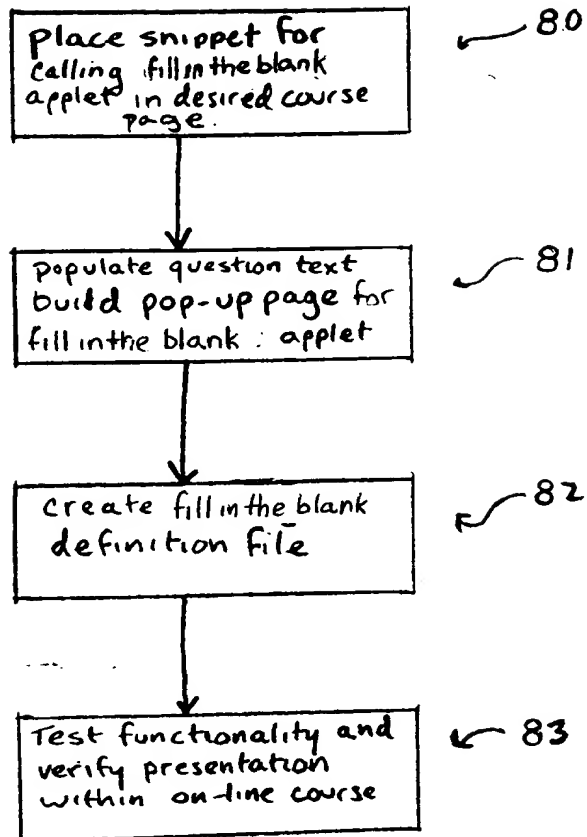 Place snippet for
calling fill in the blank
applet in desired course
page.
80
populate question text
build pop-up page for
fill in the blank : applet
81
create fill in the blank
definition file
82
Test functionality and
verify presentation
within on-line course
83